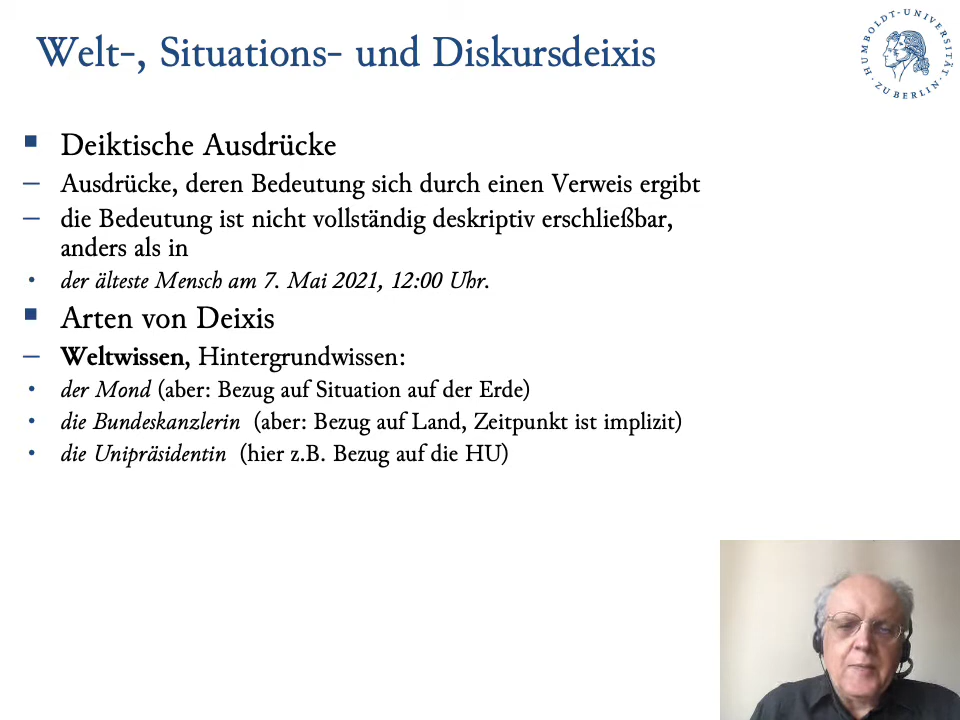 Welt-, Situations- und Diskursdeixis
HUMBOLDT-UNIVERSITÄT ZU BERLIN
Deiktische Ausdrücke
Ausdrücke, deren Bedeutung sich durch einen Verweis ergibt
die Bedeutung ist nicht vollständig deskriptiv erschließbar,
anders als in
der älteste Mensch am 7. Mai 2021, 12:00 Uhr.
Arten von Deixis
Weltwissen, Hintergrundwissen:
der Mond (aber: Bezug auf Situation auf der Erde)
die Bundeskanzlerin (aber: Bezug auf Land, Zeitpunkt ist implizit)
die Unipräsidentin (hier z.B. Bezug auf die HU)